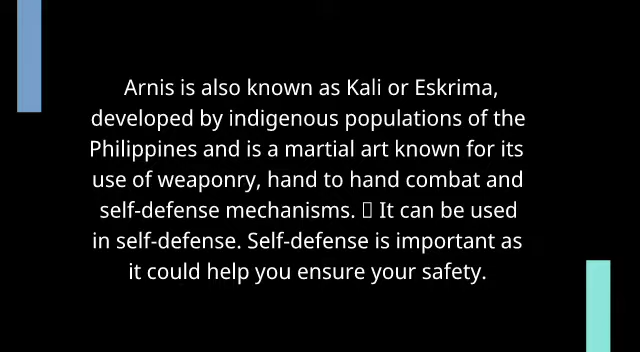 Arnis is also known as Kali or Eskrima,
developed by indigenous populations of the
Philippines and is a martial art known for its
use of weaponry, hand to hand combat and
self-defense mechanisms. It can be used
in self-defense. Self-defense is important as
it could help you ensure your safety.